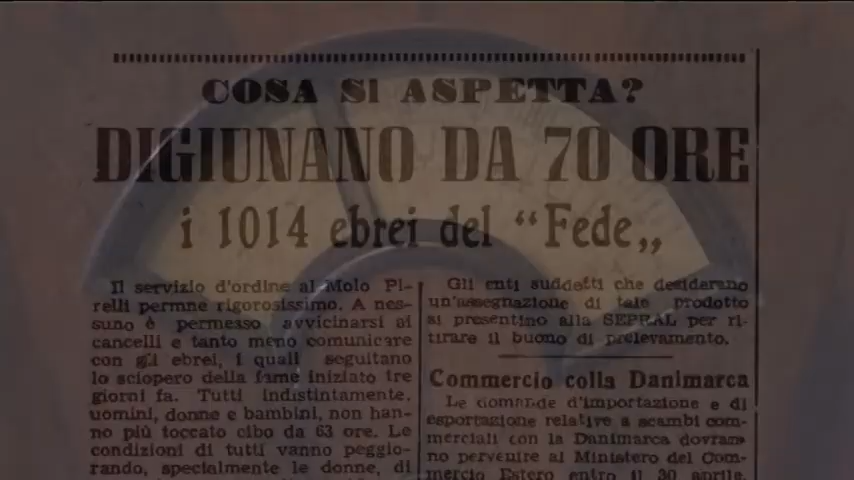 COSA SI ASPETTA?
DIGIUNANO DA 70 ORE
i 1014 ebrei del “Fede„
Il servizio d'ordine al Molo Pi-
relli permne rigorosissimo. A nes-
suno è permesso avvicinarsi ai
cancelli e tanto meno comunicare
con gli ebrei, i quali seguitano
lo sciopero della fame iniziato tre
giorni fa. Tutti indistintamente,
uomini, donne e bambini, non han-
no più toccato cibo da 63 ore. Le
condizioni di tutti vanno peggio-
rando, specialmente le donne, di
Gli enti suddetti che desiderano
un'assegnazione di tale prodotto
si presentino alla SEPRAL per ri-
tirare il buono di prelevamento.
Commercio colla Danimarca
Le domande d'importazione e di
esportazione relative a scambi com-
merciali con la Danimarca dovran-
no pervenire al Ministero del Com-
mercio Estero entro il 30 aprile,